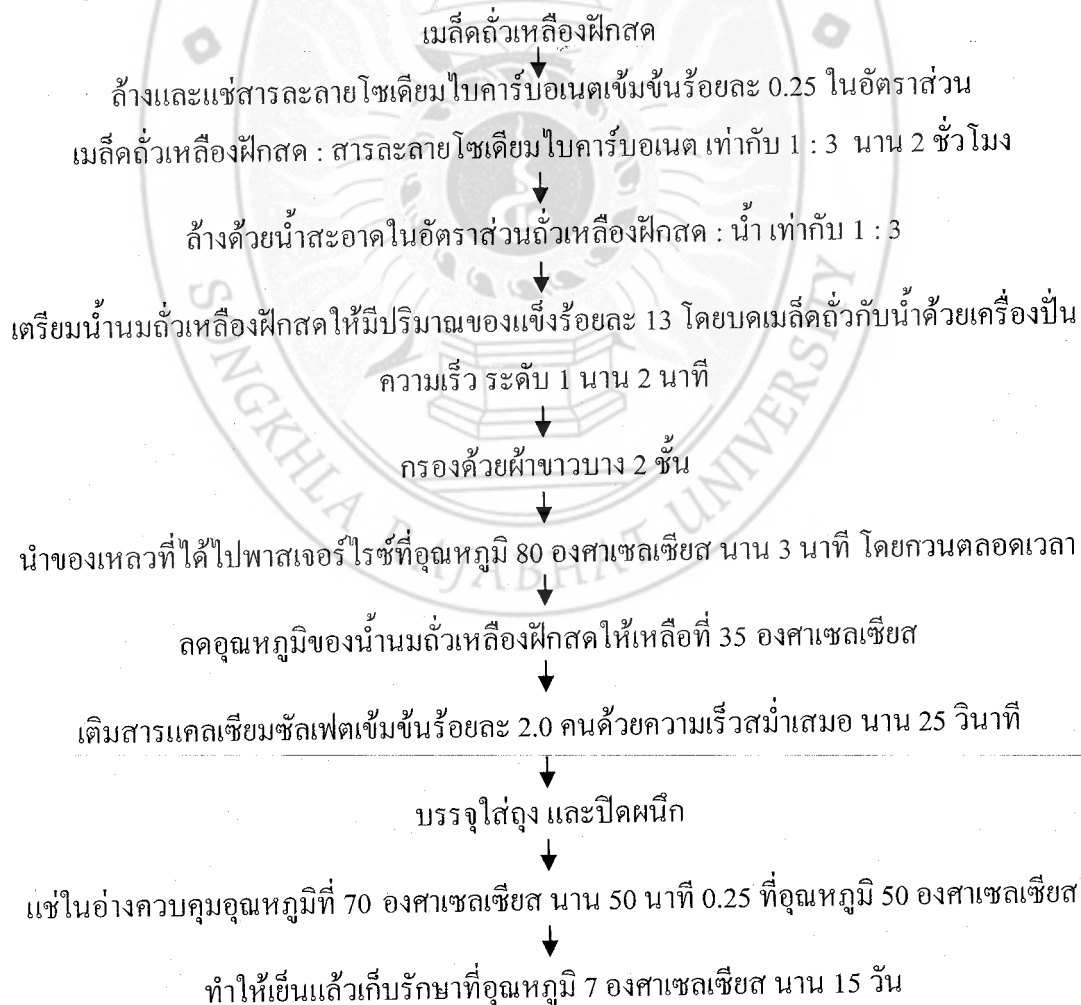 เมล็ดถั่วเหลืองฝักสด
ล้างและแช่สารละลายโซเดียมไบคาร์บอเนตเข้มข้นร้อยละ 0.25 ในอัตราส่วน
เมล็ดถั่วเหลืองฝักสด : สารละลายโซเดียมไบคาร์บอเนต เท่ากับ 1 : 3 นาน 2 ชั่วโมง
ล้างด้วยน้ำสะอาดในอัตราส่วนถั่วเหลืองฝักสด : น้ำ เท่ากับ 1 : 3
เตรียมน้ำนมถั่วเหลืองฝักสดให้มีปริมาณของแข็งร้อยละ 13 โดยบดเมล็ดถั่วกับน้ำด้วยเครื่องปั่น
ความเร็ว ระดับ 1 นาน 2 นาที
กรองด้วยผ้าขาวบาง 2 ชั้น
นำของเหลวที่ได้ไปพาสเจอร์ไรซ์ที่อุณหภูมิ 80 องศาเซลเซียส นาน 3 นาที โดยกวนตลอดเวลา
ลดอุณหภูมิของน้ำนมถั่วเหลืองฝักสดให้เหลือที่ 35 องศาเซลเซียส
เติมสารแคลเซียมซัลเฟตเข้มข้นร้อยละ 2.0 คนด้วยความเร็วสม่ำเสมอ นาน 25 วินาที
บรรจุใส่ถุง และปิดผนึก
แช่ในอ่างควบคุมอุณหภูมิที่ 70 องศาเซลเซียส นาน 50 นาที 0.25 ที่อุณหภูมิ 50 องศาเซลเซียส
ทำให้เย็นแล้วเก็บรักษาที่อุณหภูมิ 7 องศาเซลเซียส นาน 15 วัน
SONGKHLA RAJABHAT UNIVERSITY